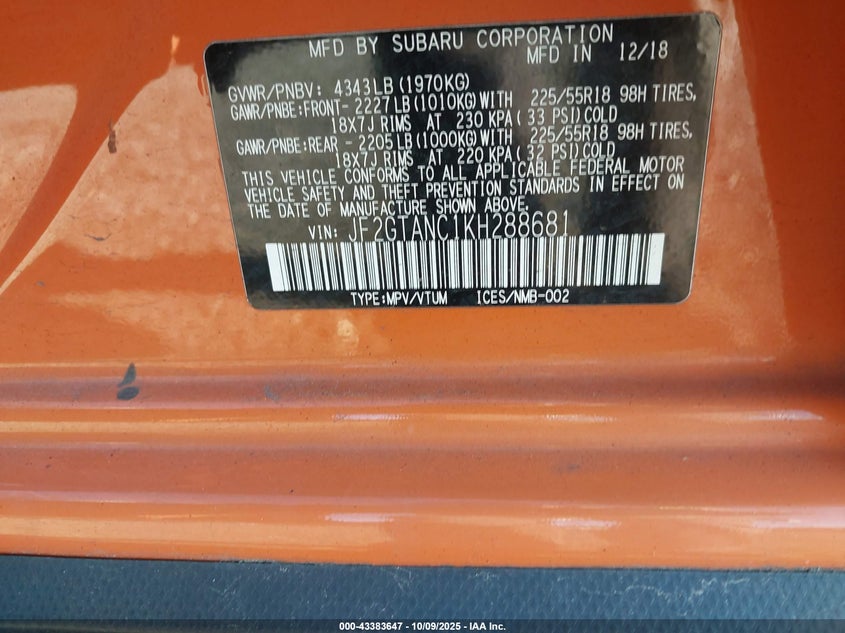 MFD BY SUBARU CORPORATION
MFD IN 12/18
GVWR/PNBV: 4343LB(1970KG)
GAWR/PNBE:FRONT- 2227LB(1010KG)WITH 225/55R18 98H TIRES,
18X7J RIMS AT 230 KPA( 33 PSI)COLD
GAWR/PNBE:REAR - 2205LB(1000KG)WITH 225/55R18 98H TIRES,
18X7J RIMS AT 220 KPA( 32 PSI)COLD
THIS VEHICLE CONFORMS TO ALL APPLICABLE FEDERAL MOTOR
VEHICLE SAFETY AND THEFT PREVENTION STANDARDS IN EFFECT ON
THE DATE OF MANUFACTURE SHOWN ABOVE.
VIN: JF2GTANC1KH288681
TYPE:MPV/VTUM ICES/NMB-002
000-43383647 - 10/09/2025 - IAA Inc.